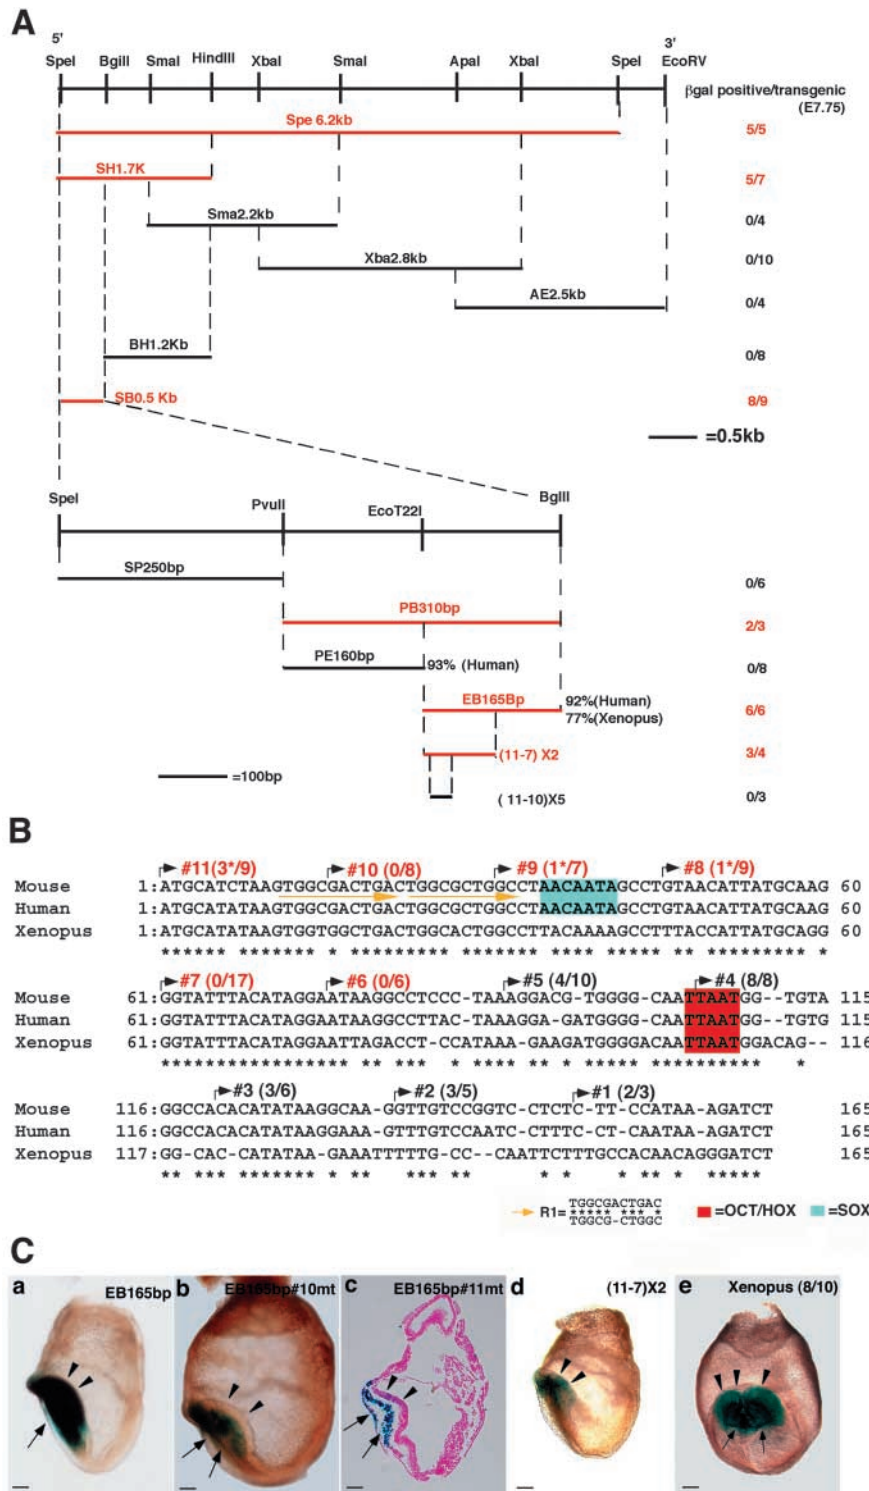 A
5' 3'
SpeI BgiII SmaI HindIII XbaI SmaI ApaI XbaI SpeI EcoRV
βgal positive/transgenic
(E7.75)
Spe 6.2kb 5/5
SH1.7K 5/7
Sma2.2kb 0/4
Xba2.8kb 0/10
AE2.5kb 0/4
BH1.2Kb 0/8
SB0.5 Kb 8/9
=0.5kb
SpeI PvuII EcoT22I BglII
SP250bp 0/6
PB310bp 2/3
PE160bp 93% (Human) 0/8
EB165Bp 92%(Human) 6/6
77%(Xenopus)
(11-7) X2 3/4
=100bp
( 11-10)X5 0/3
B
#11(3*/9) #10 (0/8) #9 (1*/7) #8 (1*/9)
Mouse 1:ATGCATCTAAGTGGCGACTGACTGGCGCTGGCCTAACAATAGCCTGTAACATTATGCAAG 60
Human 1:ATGCATATAAGTGGCGACTGACTGGCGCTGGCCTAACAATAGCCTGTAACATTATGCAAG 60
Xenopus 1:ATGCATATAAGTGGTGGCTGACTGGCACTGGCCTTACAAAAGCCTTTACCATTATGCAGG 60
#7 (0/17) #6 (0/6) #5 (4/10) #4 (8/8)
Mouse 61:GGTATTTACATAGGAATAAGGCCTCCC-TAAAGGACG-TGGGGC-CAATTAATGG--TGTA 115
Human 61:GGTATTTACATAGGAATAAGGCCTTAC-TAAAGGA-GATGGGGC-CAATTAATGG--TGTG 115
Xenopus 61:GGTATTTACATAGGAATTAGACCT-CCATAAA-GAAGATGGGGACAATTAATGGACAG-- 116
#3 (3/6) #2 (3/5) #1 (2/3)
Mouse 116:GGCCACACATATAAGGCAA-GGTTGTCCGGTC-CTCTC-TT-CCATAA-AGATCT 165
Human 116:GGCCACACATATAAGGAAA-GTTTGTCCAATC-CTTTC-CT-CAATAA-AGATCT 165
Xenopus 117:GG-CAC-CATATAA-GAAATTTTTG-CC--CAATTCTTTGCCACAACAGGGATCT 165
R1= TGGCGACTGAC
***** *** *
TGGCG-CTGGC
=OCT/HOX =SOX
C
a EB165bp
b EB165bp#10mt
c EB165bp#11mt
d (11-7)X2
e Xenopus (8/10)